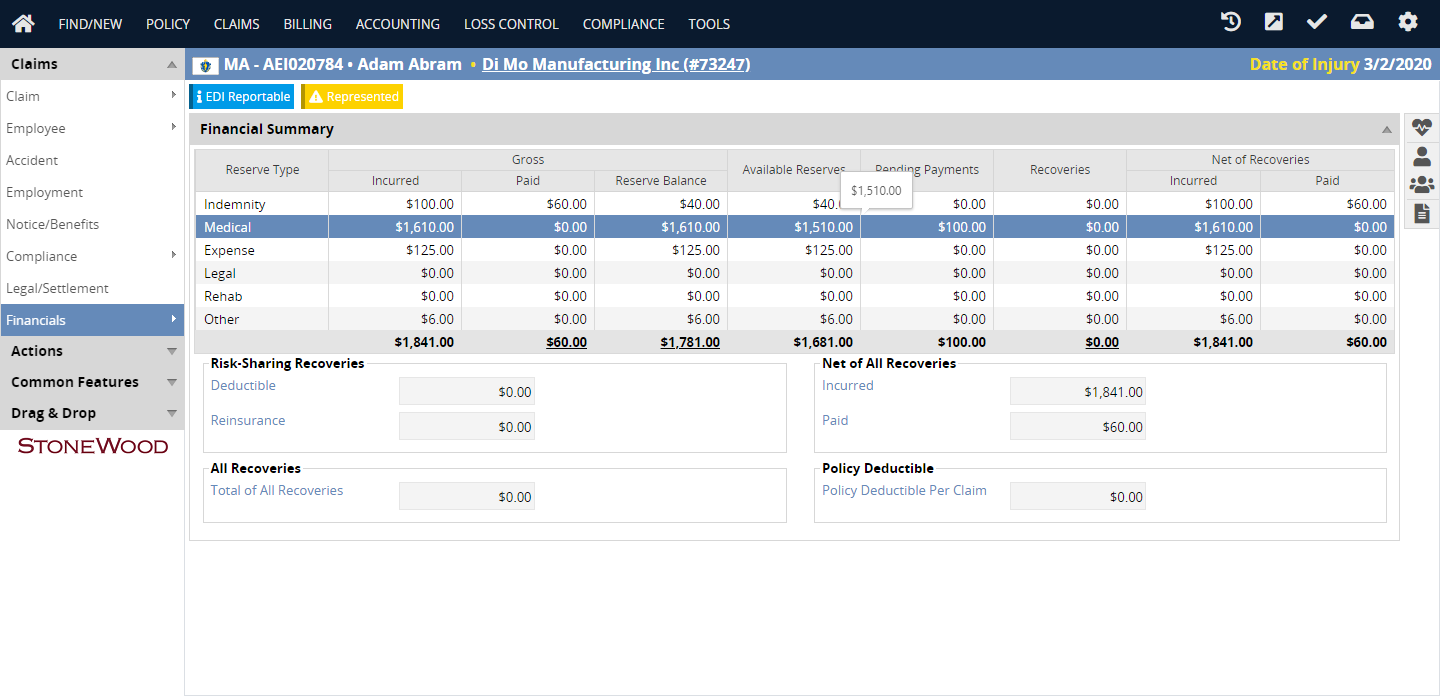 FIND/NEW POLICY CLAIMS BILLING ACCOUNTING LOSS CONTROL COMPLIANCE TOOLS
Claims
Claim
Employee
Accident
Employment
Notice/Benefits
Compliance
Legal/Settlement
Financials
Actions
Common Features
Drag & Drop
STONEWOOD
MA - AEI020784 • Adam Abram • Di Mo Manufacturing Inc (#73247) Date of Injury 3/2/2020
EDI Reportable Represented
Financial Summary
Reserve Type Gross Available Reserves Pending Payments Recoveries Net of Recoveries
Incurred Paid Reserve Balance Incurred Paid
$1,510.00
Indemnity $100.00 $60.00 $40.00 $40. $0.00 $0.00 $100.00 $60.00
Medical $1,610.00 $0.00 $1,610.00 $1,510.00 $100.00 $0.00 $1,610.00 $0.00
Expense $125.00 $0.00 $125.00 $125.00 $0.00 $0.00 $125.00 $0.00
Legal $0.00 $0.00 $0.00 $0.00 $0.00 $0.00 $0.00 $0.00
Rehab $0.00 $0.00 $0.00 $0.00 $0.00 $0.00 $0.00 $0.00
Other $6.00 $0.00 $6.00 $6.00 $0.00 $0.00 $6.00 $0.00
$1,841.00 $60.00 $1,781.00 $1,681.00 $100.00 $0.00 $1,841.00 $60.00
Risk-Sharing Recoveries
Deductible $0.00
Reinsurance $0.00
Net of All Recoveries
Incurred $1,841.00
Paid $60.00
All Recoveries
Total of All Recoveries $0.00
Policy Deductible
Policy Deductible Per Claim $0.00